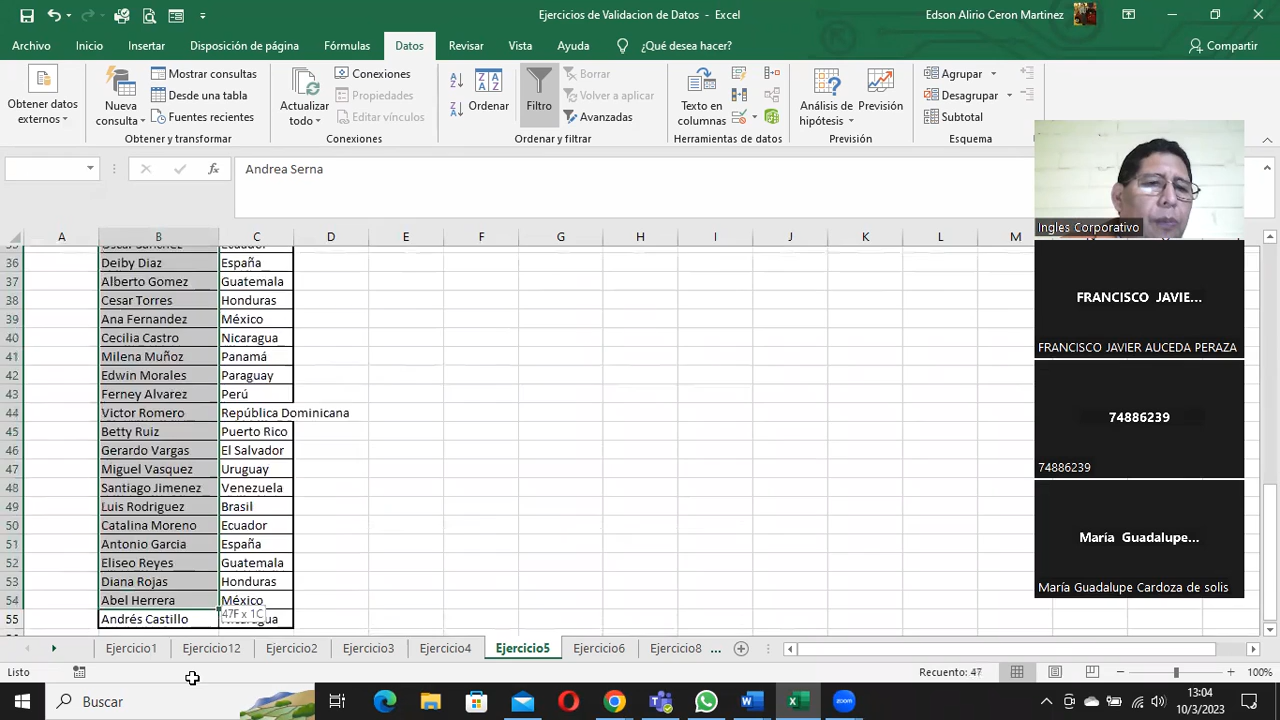 Ejercicios de Validacion de Datos - Excel
Edson Alirio Ceron Martinez
Archivo Inicio Insertar Disposición de página Fórmulas Datos Revisar Vista Ayuda ¿Qué desea hacer? Compartir
Obtener datos externos
Nueva consulta
Mostrar consultas
Desde una tabla
Fuentes recientes
Obtener y transformar
Actualizar todo
Conexiones
Propiedades
Editar vínculos
Conexiones
Ordenar
Filtro
Borrar
Volver a aplicar
Avanzadas
Ordenar y filtrar
Texto en columnas
Herramientas de datos
Análisis de hipótesis
Previsión
Previsión
Agrupar
Desagrupar
Subtotal
Esquema
fx
Andrea Serna
A B C D E F G H I J K L M
35 Oscar Sanchez Ecuador
36 Deiby Diaz España
37 Alberto Gomez Guatemala
38 Cesar Torres Honduras
39 Ana Fernandez México
40 Cecilia Castro Nicaragua
41 Milena Muñoz Panamá
42 Edwin Morales Paraguay
43 Ferney Alvarez Perú
44 Victor Romero República Dominicana
45 Betty Ruiz Puerto Rico
46 Gerardo Vargas El Salvador
47 Miguel Vasquez Uruguay
48 Santiago Jimenez Venezuela
49 Luis Rodriguez Brasil
50 Catalina Moreno Ecuador
51 Antonio Garcia España
52 Eliseo Reyes Guatemala
53 Diana Rojas Honduras
54 Abel Herrera México
47F x 1C
55 Andrés Castillo Nicaragua
Ingles Corporativo
FRANCISCO JAVIE...
FRANCISCO JAVIER AUCEDA PERAZA
74886239
74886239
María Guadalupe...
María Guadalupe Cardoza de solis
Ejercicio1 Ejercicio12 Ejercicio2 Ejercicio3 Ejercicio4 Ejercicio5 Ejercicio6 Ejercicio8 ...
Listo
Recuento: 47
100%
Buscar
13:04
10/3/2023